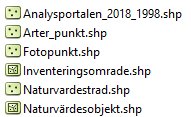 Analysportalen_2018_1998.shp
Arter_punkt.shp
Fotopunkt.shp
Inventeringsomrade.shp
Naturvardestrad.shp
Naturvärdesobjekt.shp